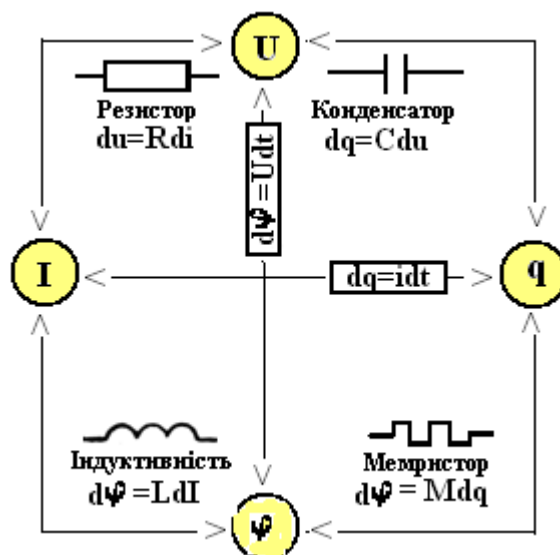 U
Резистор
du=Rdi
Конденсатор
dq=Cdu
dφ=Udt
I
dq=idt
q
Індуктивність
dφ=LdI
Мемристор
dφ = Mdq
φ